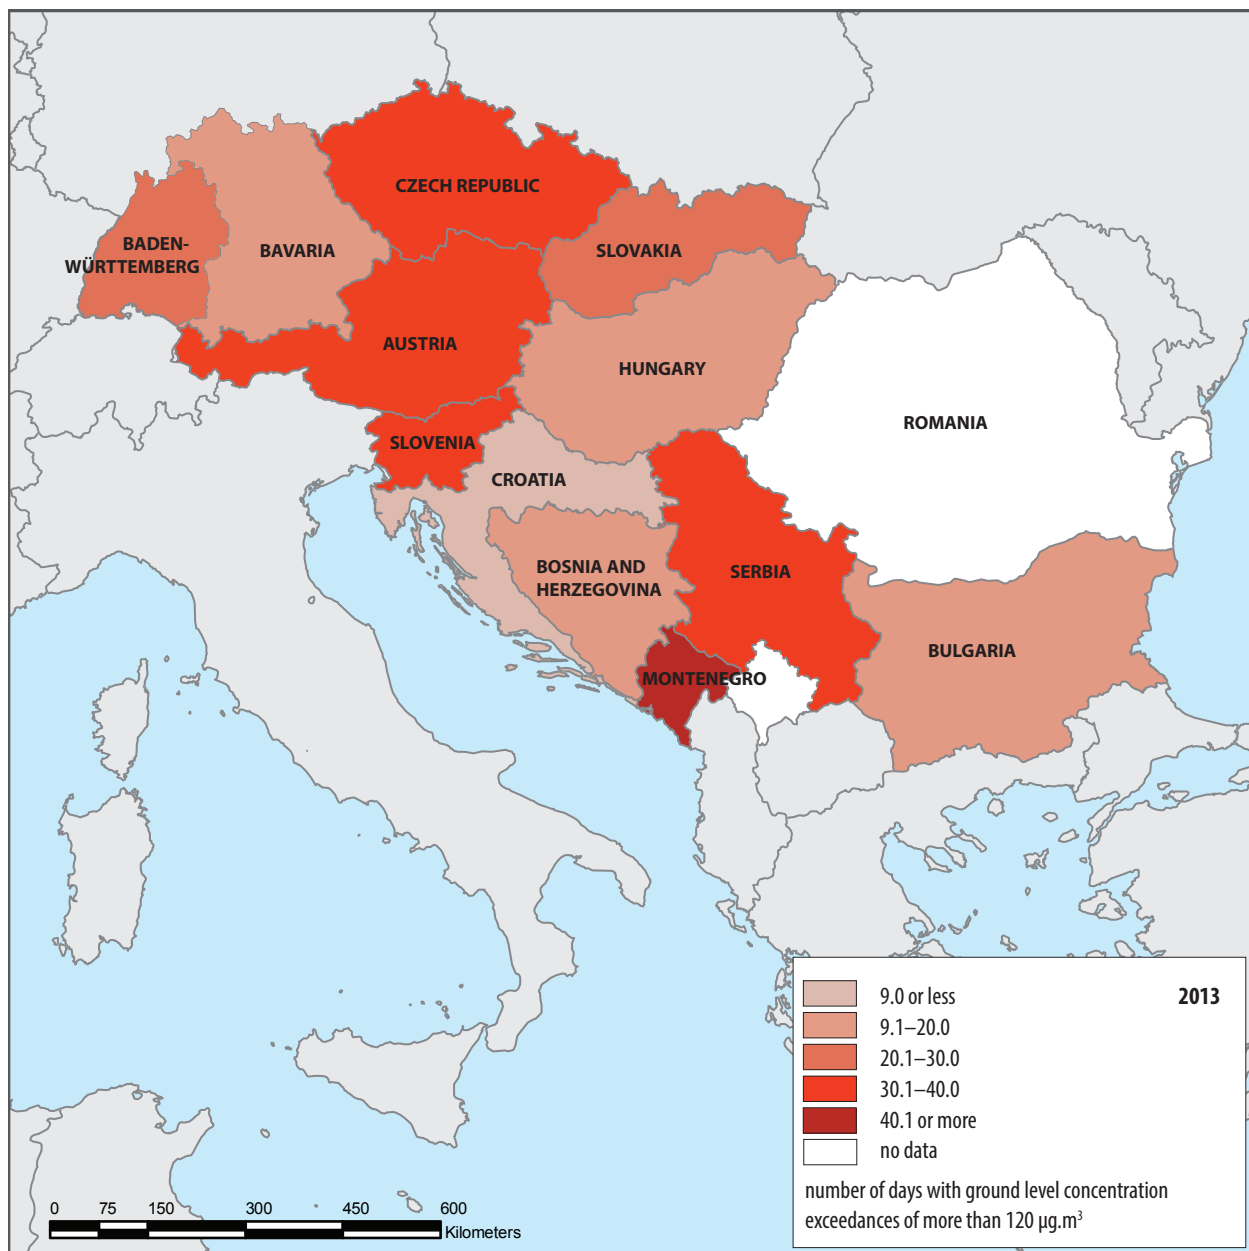 CZECH REPUBLIC
BADEN-
WÜRTTEMBERG
BAVARIA
SLOVAKIA
AUSTRIA
HUNGARY
ROMANIA
SLOVENIA
CROATIA
BOSNIA AND
HERZEGOVINA
SERBIA
BULGARIA
MONTENEGRO
2013
9.0 or less
9.1–20.0
20.1–30.0
30.1–40.0
40.1 or more
no data
number of days with ground level concentration
exceedances of more than 120 µg.m³
0 75 150 300 450 600
Kilometers